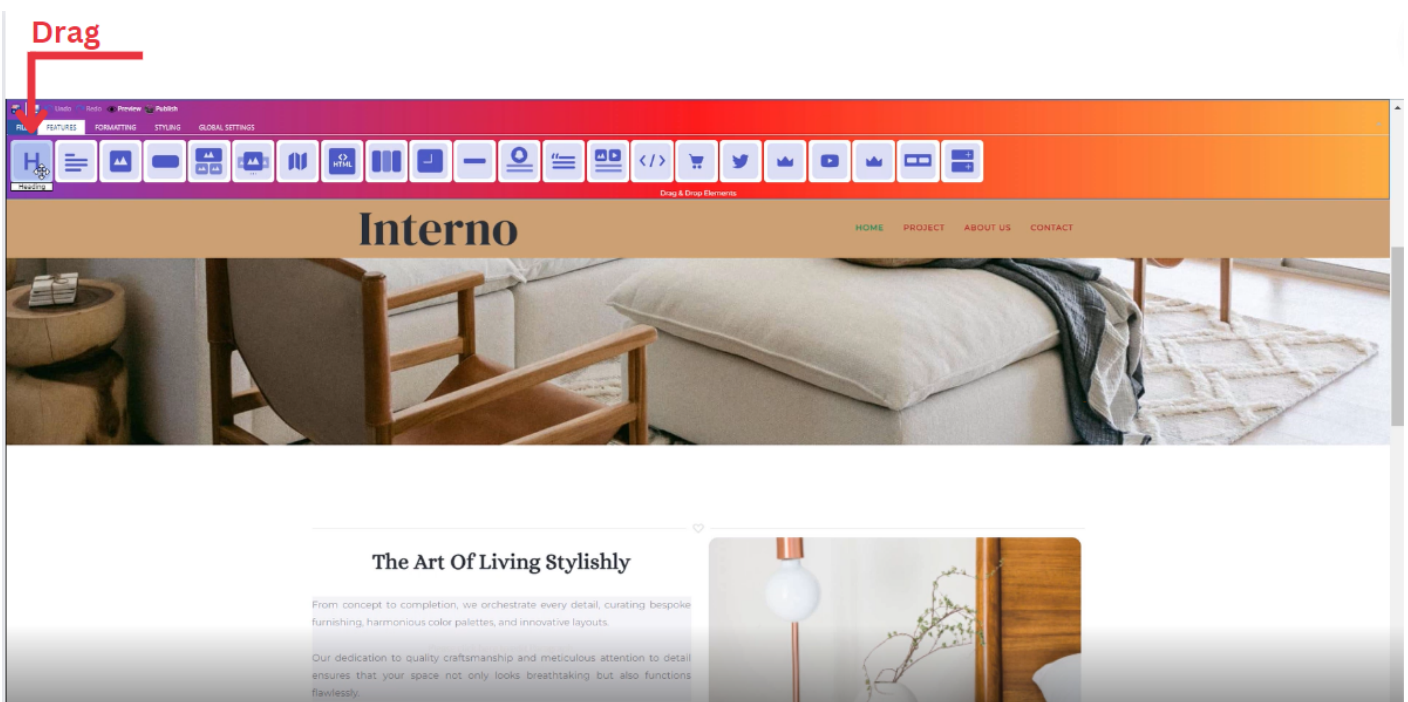 Drag
Undo Redo Preview Publish
FEATURES FORMATTING STYLING GLOBAL SETTINGS
H HTML </>
Heading
Drag & Drop Elements
Interno
HOME PROJECT ABOUT US CONTACT
The Art Of Living Stylishly
From concept to completion, we orchestrate every detail, curating bespoke
furnishing, harmonious color palettes, and innovative layouts.
Our dedication to quality craftsmanship and meticulous attention to detail
ensures that your space not only looks breathtaking but also functions
flawlessly.